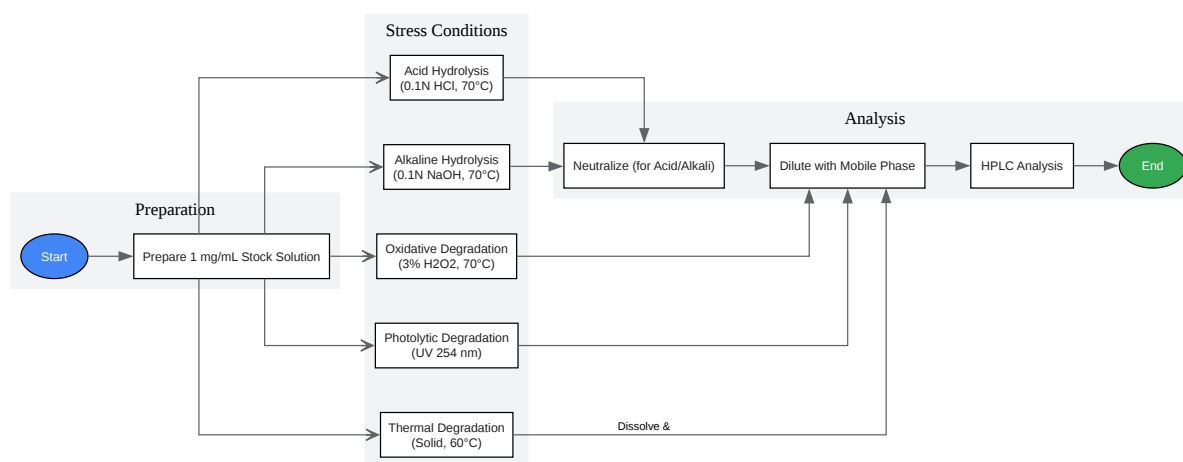 Stress Conditions
Acid Hydrolysis
(0.1N HCl, 70°C)
Analysis
Alkaline Hydrolysis
(0.1N NaOH, 70°C)
Neutralize (for Acid/Alkali)
Dilute with Mobile Phase
HPLC Analysis
End
Preparation
Start
Prepare 1 mg/mL Stock Solution
Oxidative Degradation
(3% H2O2, 70°C)
Photolytic Degradation
(UV 254 nm)
Thermal Degradation
(Solid, 60°C)
Dissolve &